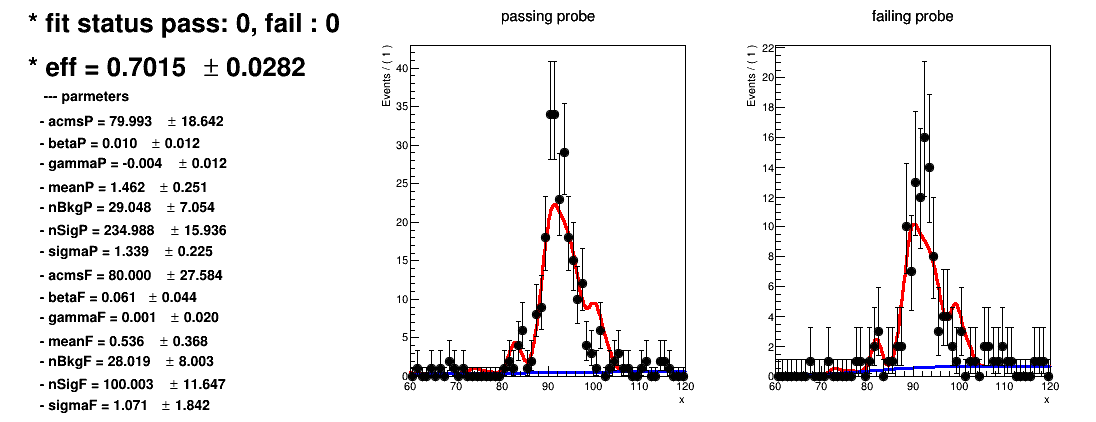 * fit status pass: 0, fail : 0
* eff = 0.7015 ± 0.0282
--- parmeters
- acmsP = 79.993 ± 18.642
- betaP = 0.010 ± 0.012
- gammaP = -0.004 ± 0.012
- meanP = 1.462 ± 0.251
- nBkgP = 29.048 ± 7.054
- nSigP = 234.988 ± 15.936
- sigmaP = 1.339 ± 0.225
- acmsF = 80.000 ± 27.584
- betaF = 0.061 ± 0.044
- gammaF = 0.001 ± 0.020
- meanF = 0.536 ± 0.368
- nBkgF = 28.019 ± 8.003
- nSigF = 100.003 ± 11.647
- sigmaF = 1.071 ± 1.842
passing probe
Events / ( 1 )
40
35
30
25
20
15
10
5
0
60 70 80 90 100 110 120
x
failing probe
Events / ( 1 )
22
20
18
16
14
12
10
8
6
4
2
0
60 70 80 90 100 110 120
x